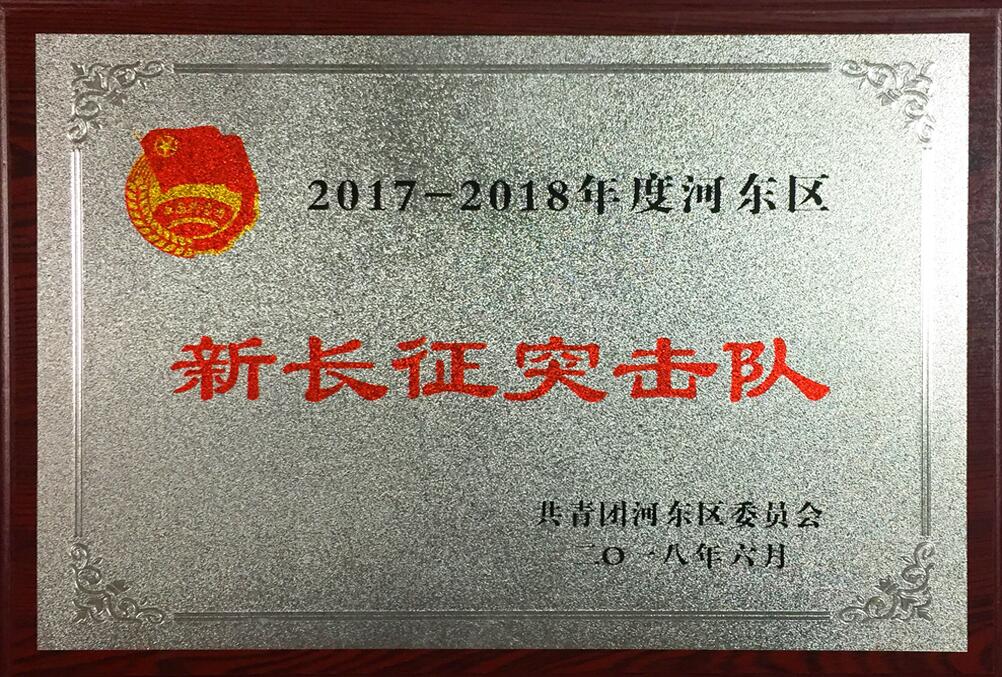 2017-2018年度河东区
新长征突击队
共青团河东区委员会
二〇一八年六月